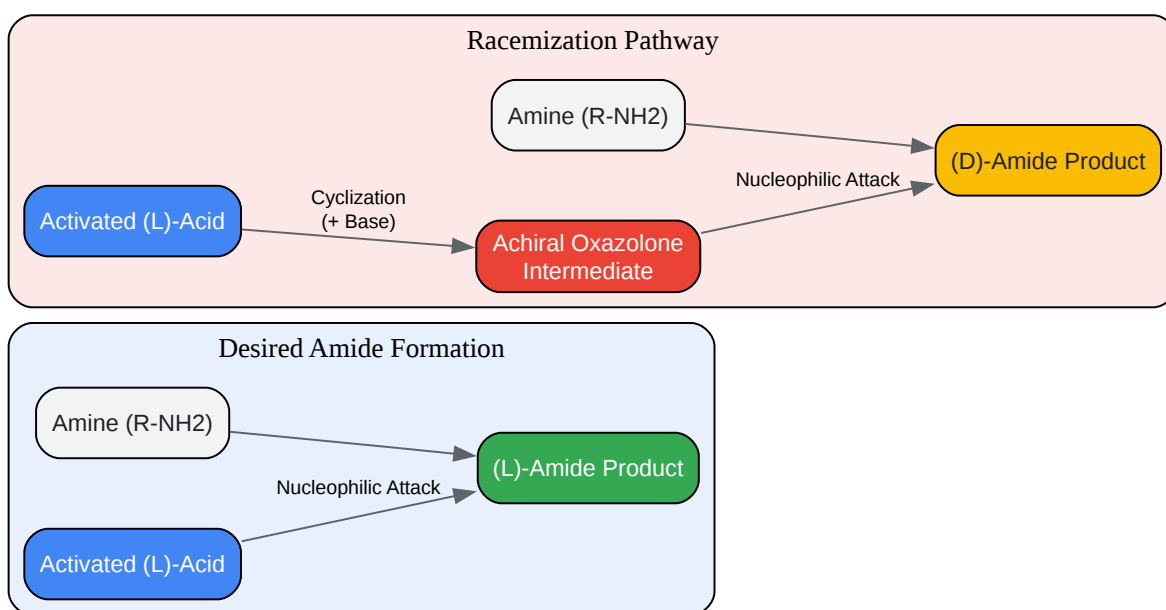 Racemization Pathway
Amine (R-NH2)
(D)-Amide Product
Nucleophilic Attack
Cyclization
(+ Base)
Activated (L)-Acid
Achiral Oxazolone
Intermediate
Desired Amide Formation
Amine (R-NH2)
(L)-Amide Product
Nucleophilic Attack
Activated (L)-Acid